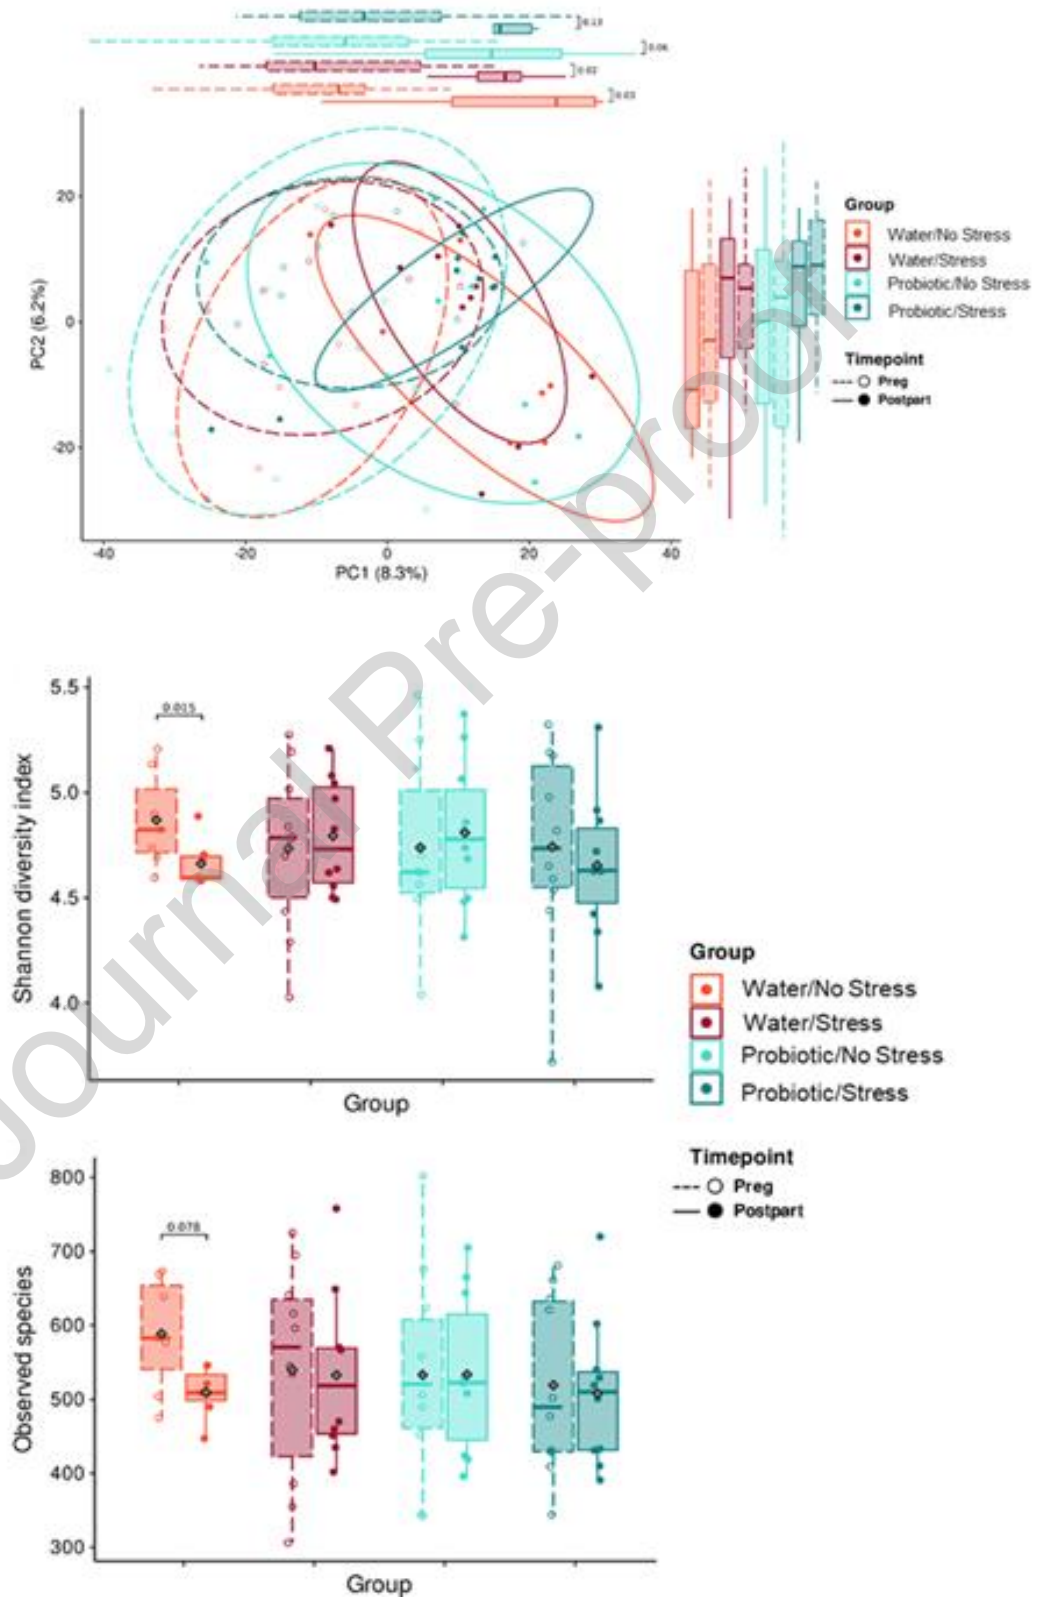 0.13
0.06
0.02
0.03
20
0
-20
PC2 (6.2%)
-40
-20
0
20
40
PC1 (8.3%)
Group
Water/No Stress
Water/Stress
Probiotic/No Stress
Probiotic/Stress
Timepoint
Preg
Postpart
Journal Pre-proof
5.5
5.0
4.5
4.0
0.015
Shannon diversity index
Group
Group
Water/No Stress
Water/Stress
Probiotic/No Stress
Probiotic/Stress
Timepoint
Preg
Postpart
800
700
600
500
400
300
0.078
Observed species
Group